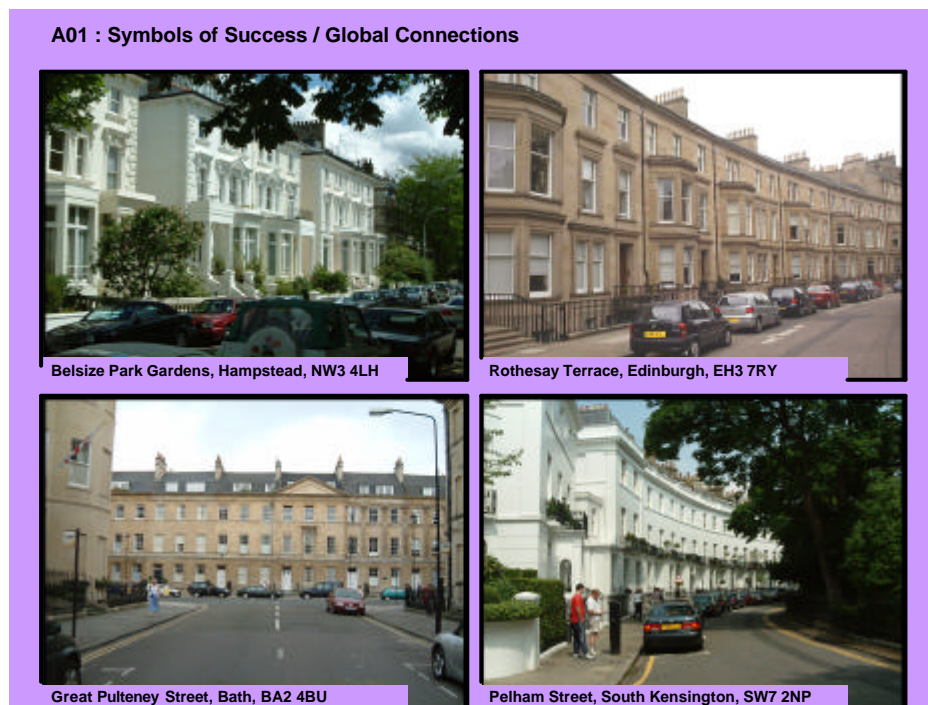 A01 : Symbols of Success / Global Connections
Belsize Park Gardens, Hampstead, NW3 4LH
Rothesay Terrace, Edinburgh, EH3 7RY
Great Pulteney Street, Bath, BA2 4BU
Pelham Street, South Kensington, SW7 2NP